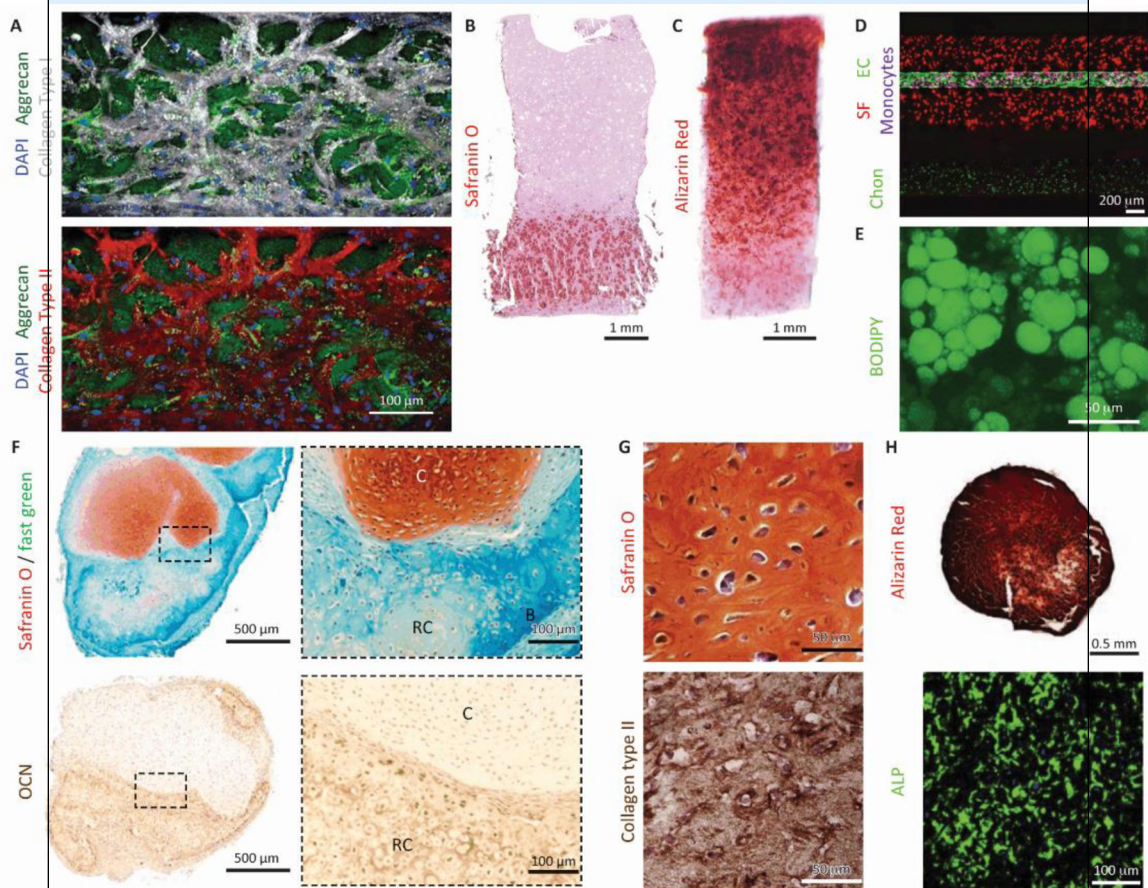 A
DAPI Aggrecan
Collagen Type I
DAPI Aggrecan
Collagen Type II
100 µm
B
Safranin O
1 mm
C
Alizarin Red
1 mm
D
EC
SF
Monocytes
Chon
200 µm
E
BODIPY
50 µm
F
Safranin O / fast green
500 µm
C
RC
B
100 µm
OCN
500 µm
C
RC
100 µm
G
Safranin O
50 µm
Collagen type II
50 µm
H
Alizarin Red
0.5 mm
ALP
100 µm